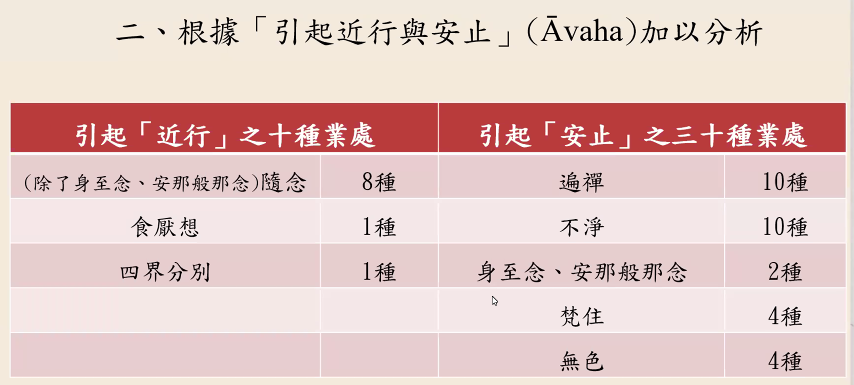 二、根據「引起近行與安止」(Āvaha)加以分析
引起「近行」之十種業處 引起「安止」之三十種業處
(除了身至念、安那般那念)隨念 8種 遍禪 10種
食厭想 1種 不淨 10種
四界分別 1種 身至念、安那般那念 2種
梵住 4種
無色 4種